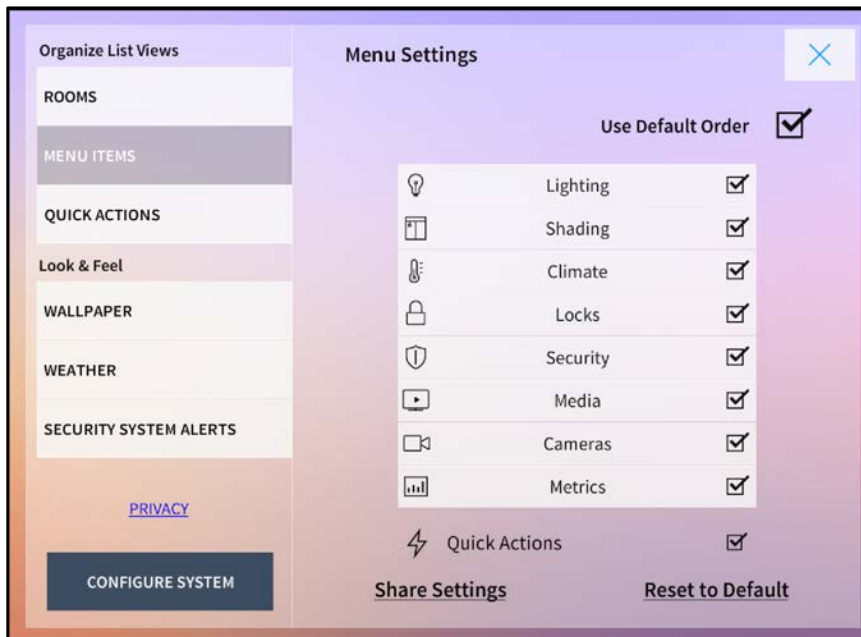 Organize List Views
ROOMS
MENU ITEMS
QUICK ACTIONS
Look & Feel
WALLPAPER
WEATHER
SECURITY SYSTEM ALERTS
PRIVACY
CONFIGURE SYSTEM
Menu Settings
Use Default Order
Lighting
Shading
Climate
Locks
Security
Media
Cameras
Metrics
Quick Actions
Share Settings
Reset to Default